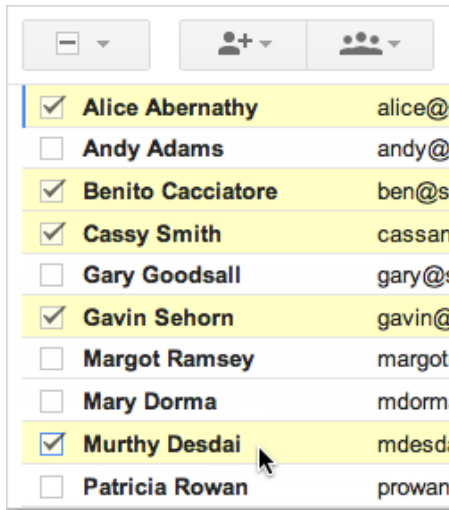 Alice Abernathy alice@
Andy Adams andy@
Benito Cacciatore ben@s
Cassy Smith cassan
Gary Goodsall gary@s
Gavin Sehorn gavin@
Margot Ramsey margot
Mary Dorma mdorma
Murthy Desdai mdesda
Patricia Rowan prowan